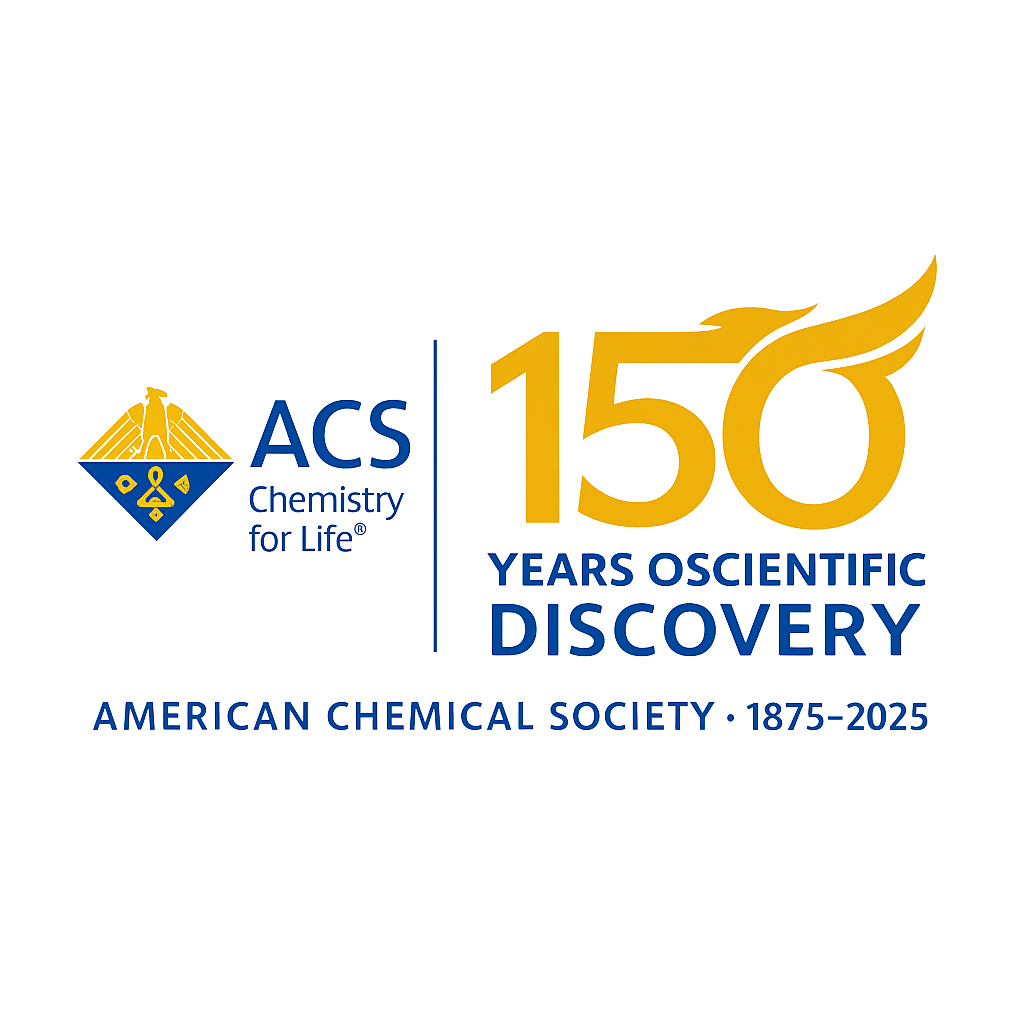 ACS
Chemistry
for Life®
150
YEARS OSCIENTIFIC
DISCOVERY
AMERICAN CHEMICAL SOCIETY · 1875–2025